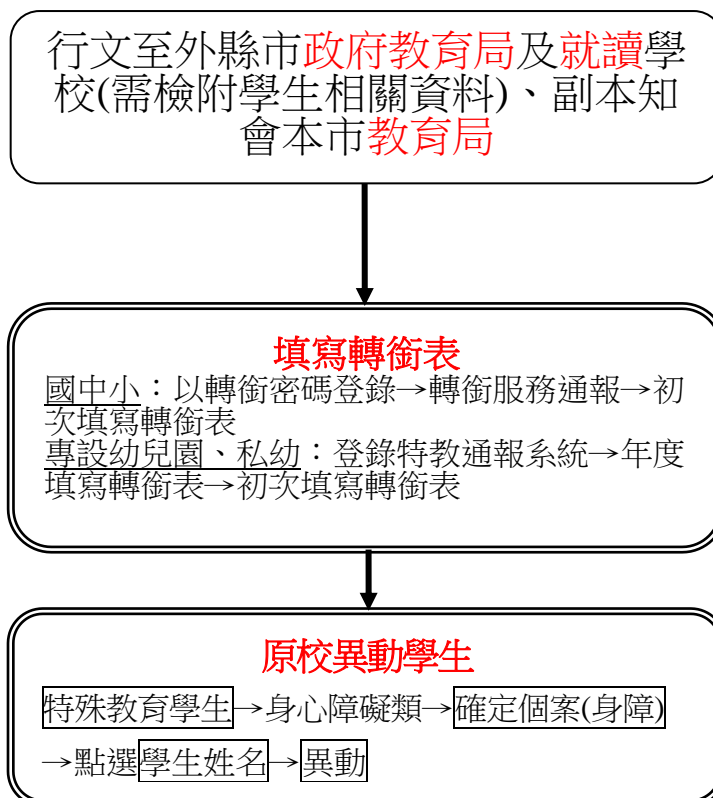 行文至外縣市政府教育局及就讀學
校(需檢附學生相關資料)、副本知
會本市教育局
填寫轉銜表
國中小：以轉銜密碼登錄→轉銜服務通報→初
次填寫轉銜表
專設幼兒園、私幼：登錄特教通報系統→年度
填寫轉銜表→初次填寫轉銜表
原校異動學生
特殊教育學生→身心障礙類→確定個案(身障)
→點選學生姓名→異動